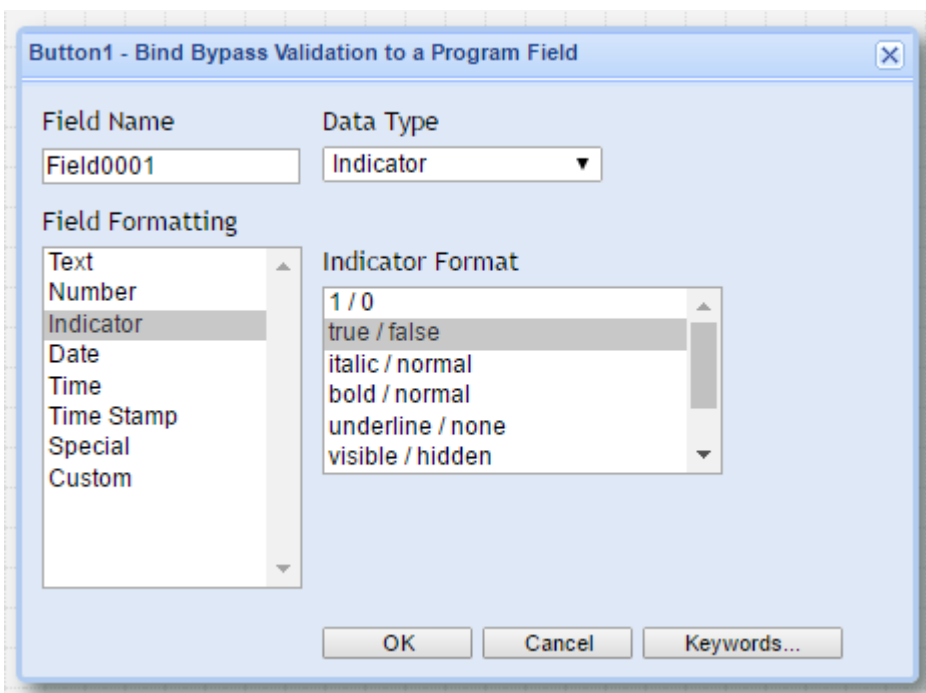 Button1 - Bind Bypass Validation to a Program Field
Field Name
Data Type
Field0001
Indicator
Field Formatting
Text
Number
Indicator
Date
Time
Time Stamp
Special
Custom
Indicator Format
1 / 0
true / false
italic / normal
bold / normal
underline / none
visible / hidden
OK
Cancel
Keywords...